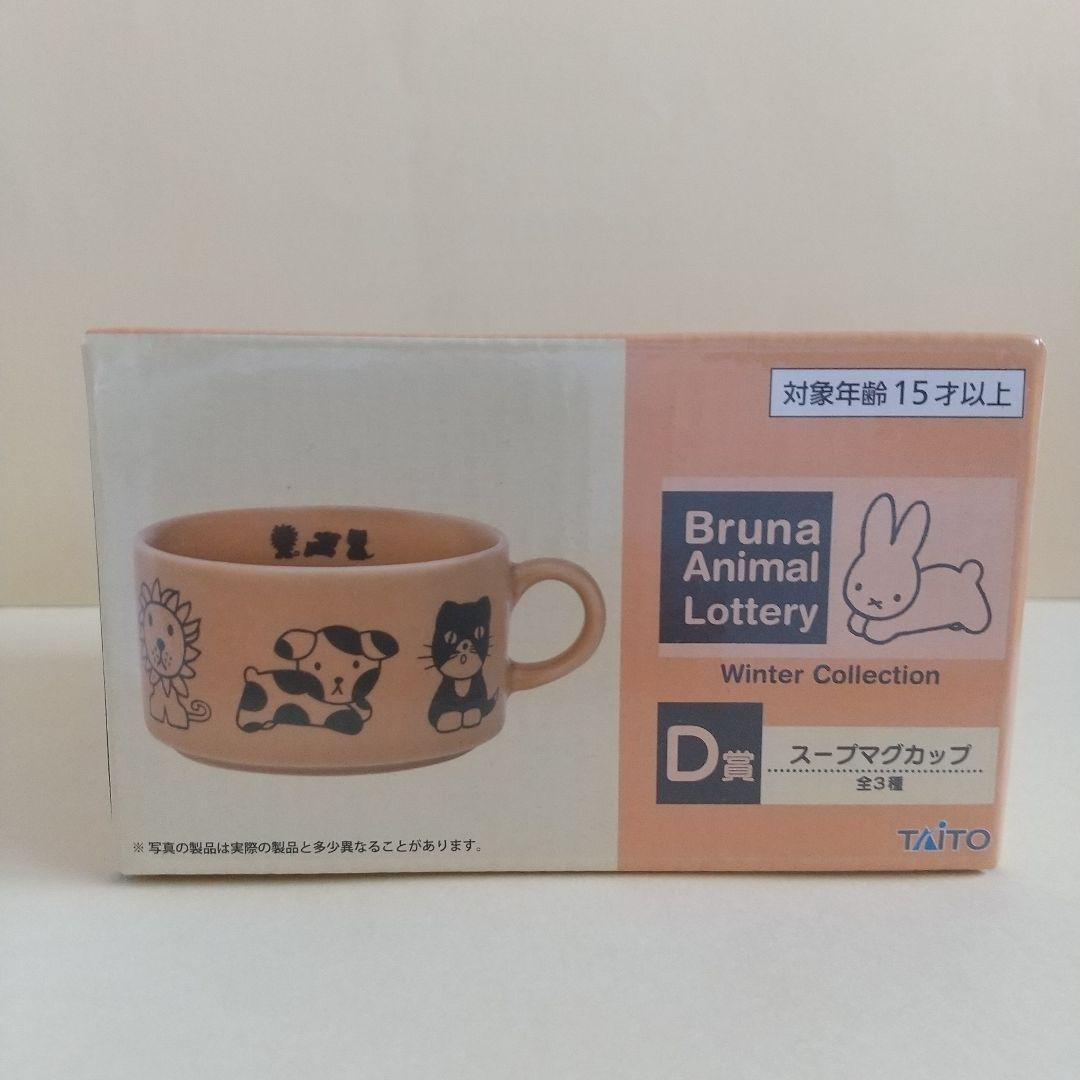 対象年齢15才以上
Bruna
Animal
Lottery
Winter Collection
D賞
スープマグカップ
全3種
TAITO
※写真の製品は実際の製品と多少異なることがあります。